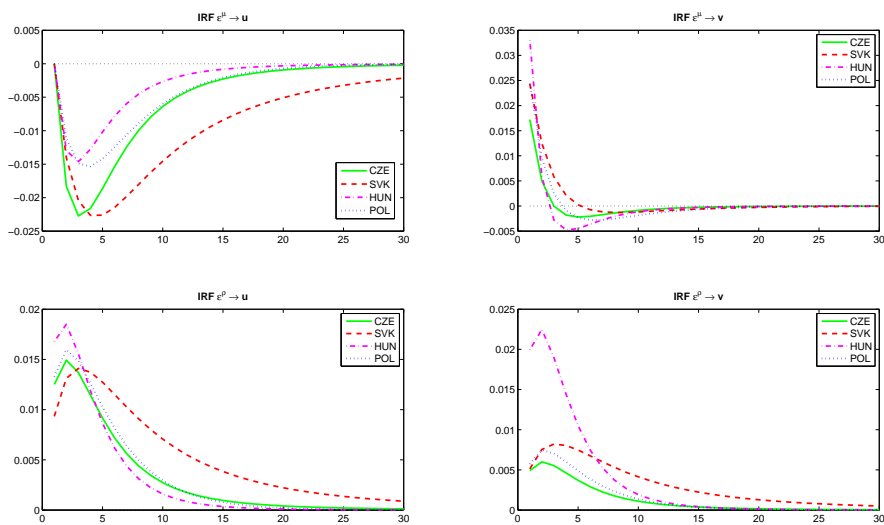 IRF ε^μ → u
0.005
0
−0.005
−0.01
−0.015
−0.02
−0.025
0 5 10 15 20 25 30
CZE
SVK
HUN
POL
IRF ε^μ → v
0.035
0.03
0.025
0.02
0.015
0.01
0.005
0
−0.005
0 5 10 15 20 25 30
CZE
SVK
HUN
POL
IRF ε^ρ → u
0.02
0.015
0.01
0.005
0
0 5 10 15 20 25 30
CZE
SVK
HUN
POL
IRF ε^ρ → v
0.025
0.02
0.015
0.01
0.005
0
0 5 10 15 20 25 30
CZE
SVK
HUN
POL